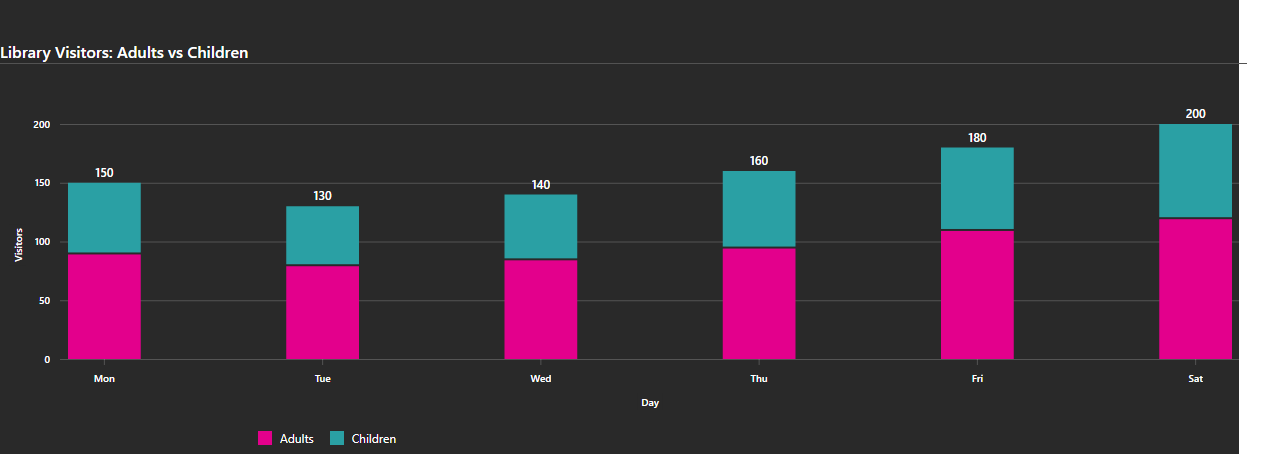 Library Visitors: Adults vs Children
200
150
130
140
160
180
200
150
100
50
0
Visitors
Mon Tue Wed Thu Fri Sat
Day
Adults Children